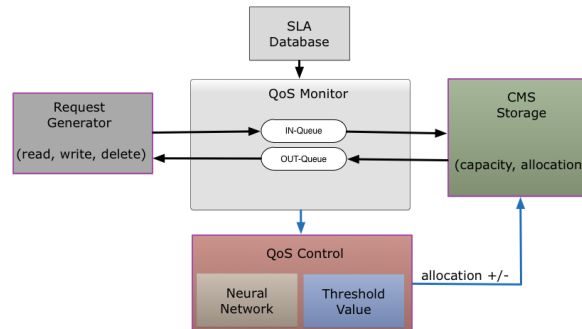 SLA
Database
QoS Monitor
Request
Generator
(read, write, delete)
IN-Queue
OUT-Queue
CMS
Storage
(capacity, allocation)
QoS Control
Neural
Network
Threshold
Value
allocation +/-